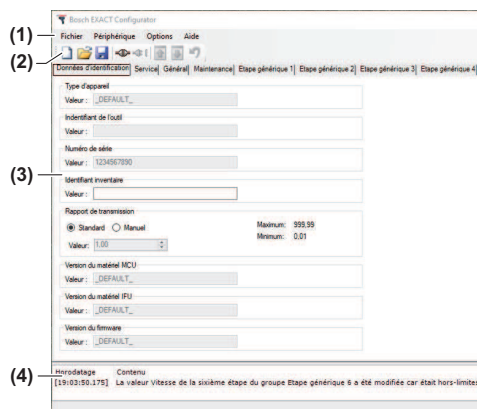 Bosch EXACT Configurator
(1) Fichier Périphérique Options Aide
(2)
Données d'identification Service Général Maintenance Etape générique 1 Etape générique 2 Etape générique 3 Etape générique 4
Type d'appareil
Valeur : _DEFAULT_
Indentifiant de l'outil
Valeur :
Numéro de série
Valeur : 1234567890
(3) Identifiant inventaire
Valeur :
Rapport de transmission
Standard Manuel Maximum: 999,99
Minimum: 0,01
Valeur: 1,00
Version du matériel MCU
Valeur : _DEFAULT_
Version du matériel IFU
Valeur : _DEFAULT_
Version du firmware
Valeur : _DEFAULT_
(4) Horodatage Contenu
[19:03:50.175] La valeur Vitesse de la sixième étape du groupe Etape générique 6 a été modifiée car était hors-limites